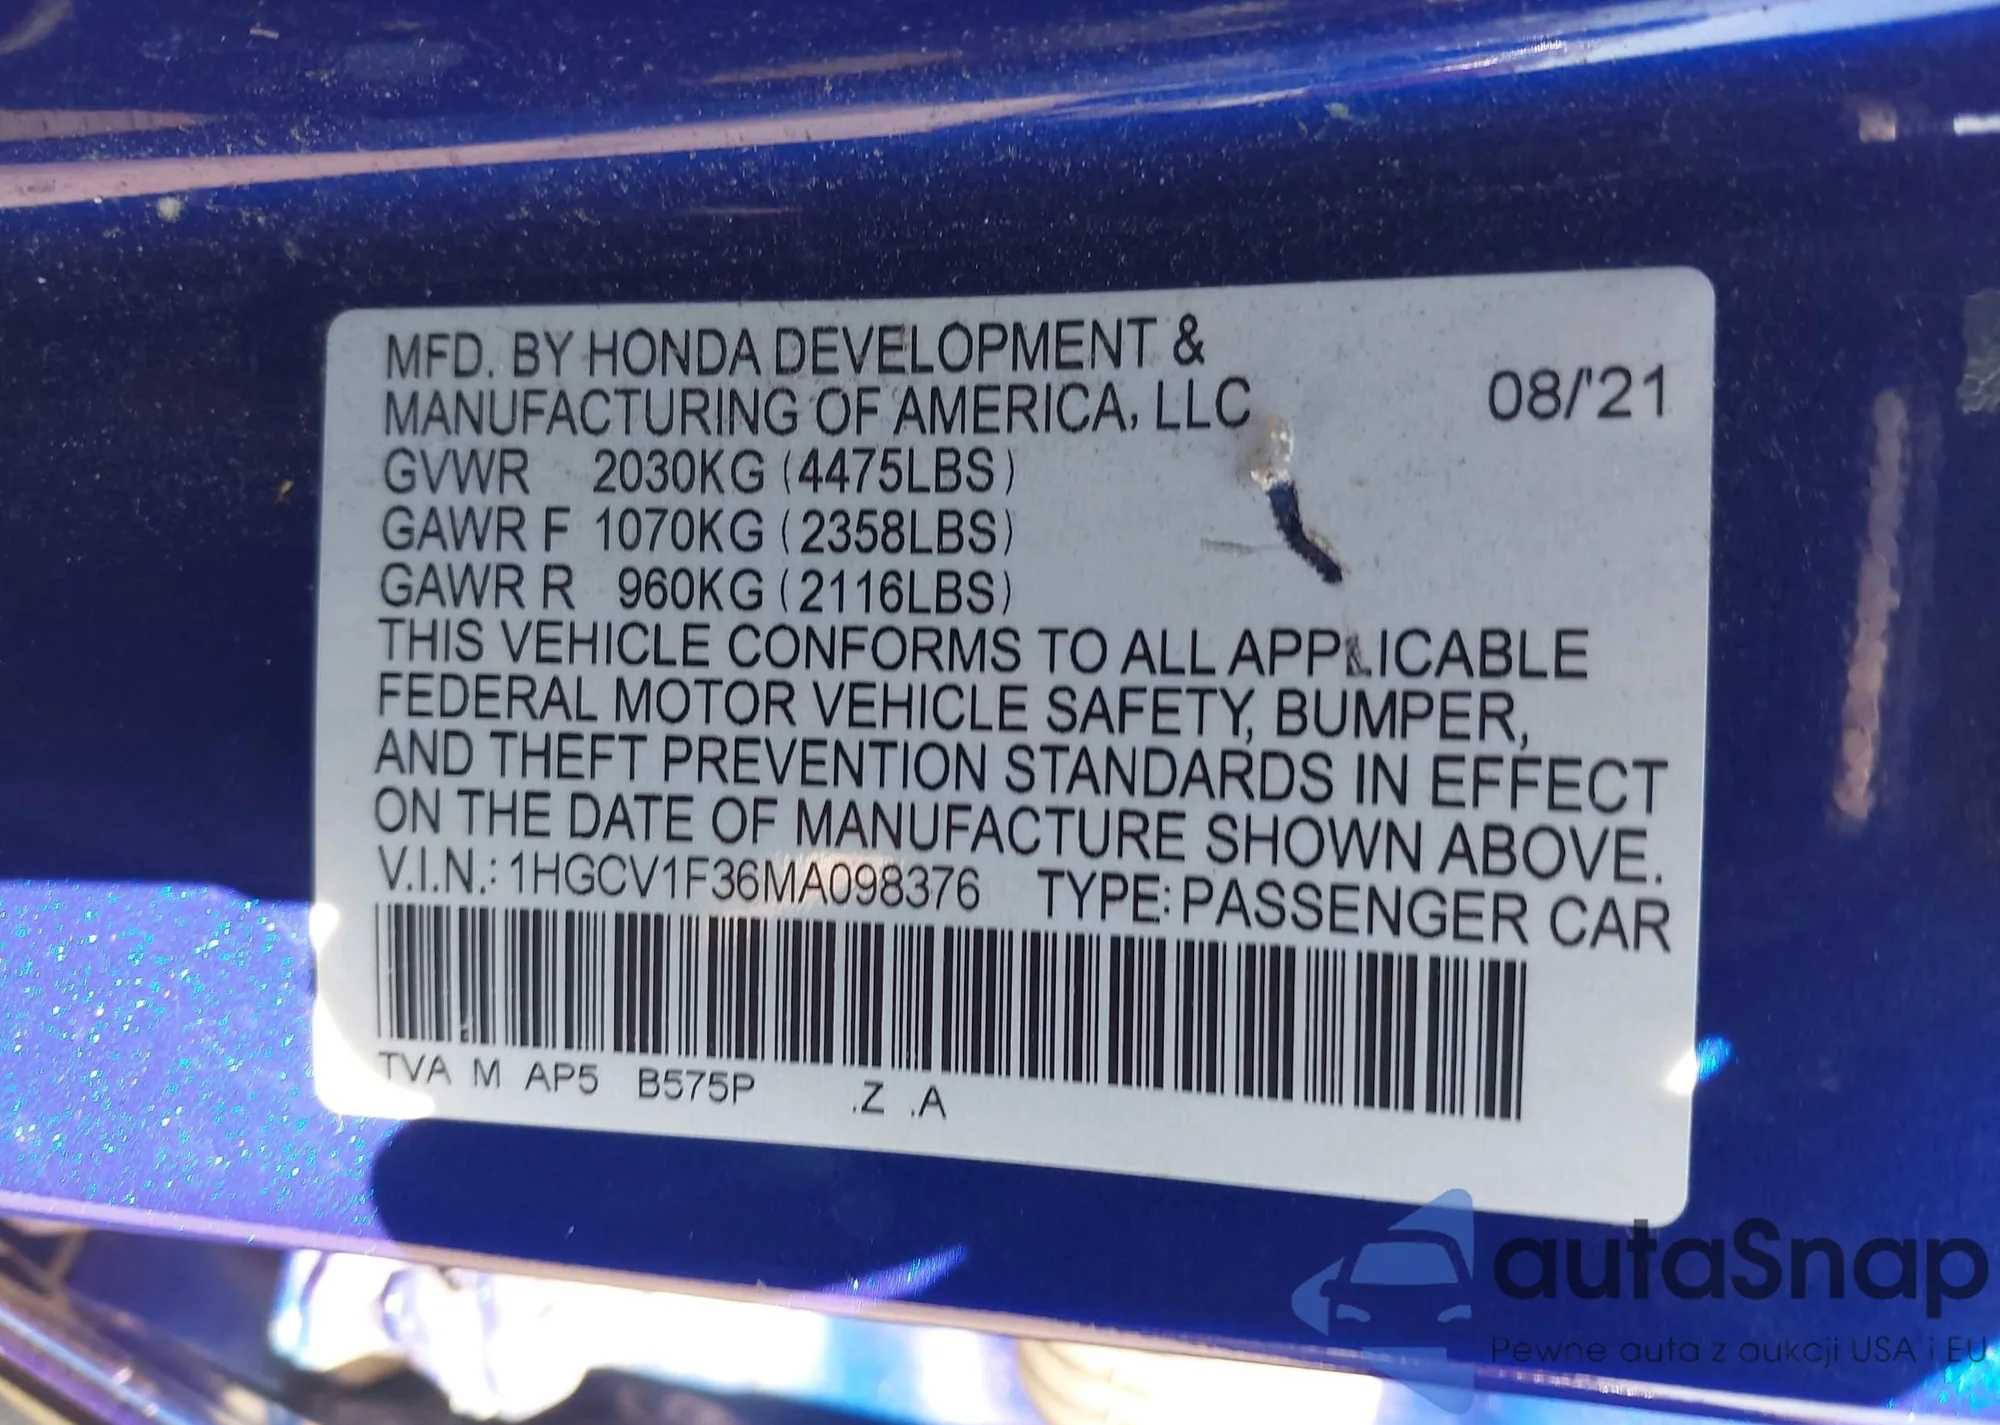 MFD. BY HONDA DEVELOPMENT &
MANUFACTURING OF AMERICA, LLC
08/'21
GVWR 2030KG (4475LBS)
GAWR F 1070KG (2358LBS)
GAWR R 960KG (2116LBS)
THIS VEHICLE CONFORMS TO ALL APPLICABLE
FEDERAL MOTOR VEHICLE SAFETY, BUMPER,
AND THEFT PREVENTION STANDARDS IN EFFECT
ON THE DATE OF MANUFACTURE SHOWN ABOVE.
V.I.N.: 1HGCV1F36MA098376 TYPE: PASSENGER CAR
TVA M AP5 B575P .Z .A
autaSnap
Pewne auta z aukcji USA i EU